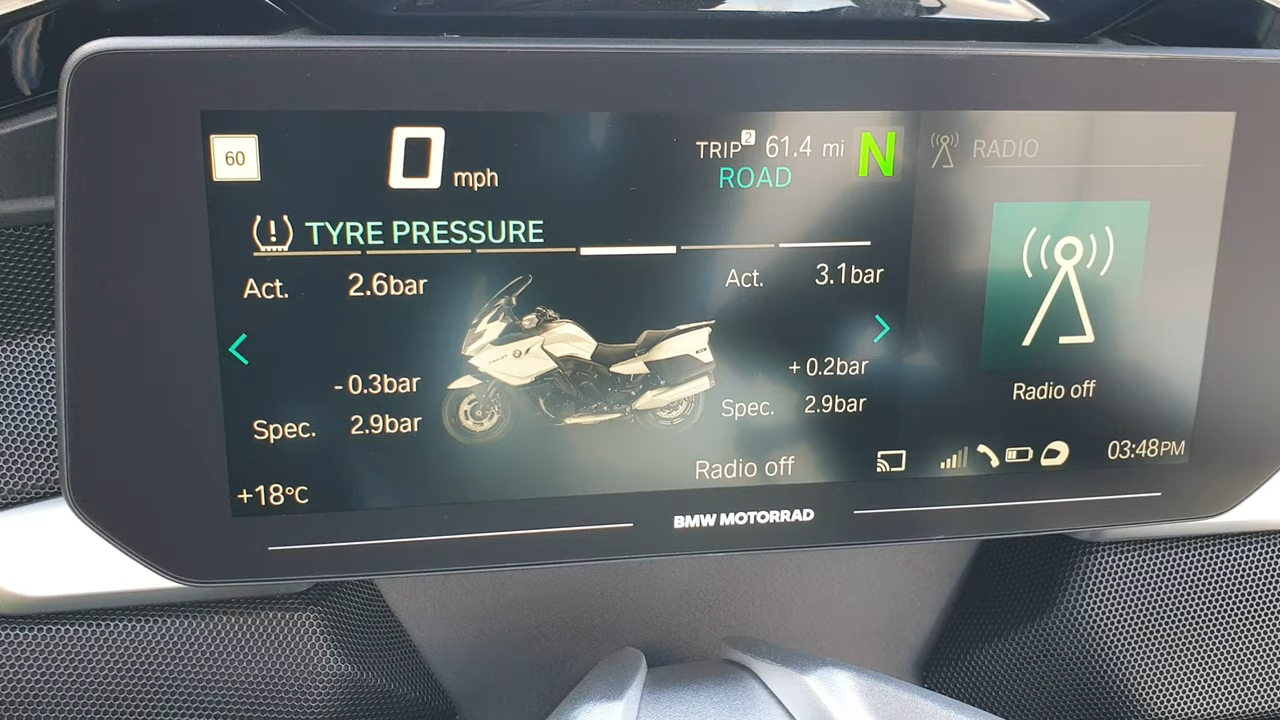 60
0 mph
TRIP 2 61.4 mi
N
ROAD
RADIO
TYRE PRESSURE
Act. 2.6bar
Act. 3.1bar
-0.3bar
+0.2bar
Spec. 2.9bar
Spec. 2.9bar
Radio off
Radio off
+18°C
03:48PM
BMW MOTORRAD